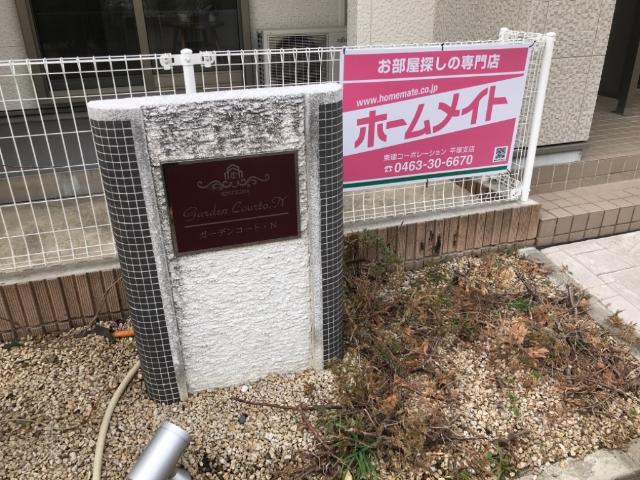 Garden Courto.N
ガーデンコート・N
お部屋探しの専門店
www.homemate.co.jp
ホームメイト
東建コーポレーション 平塚支店
☎0463-30-6670